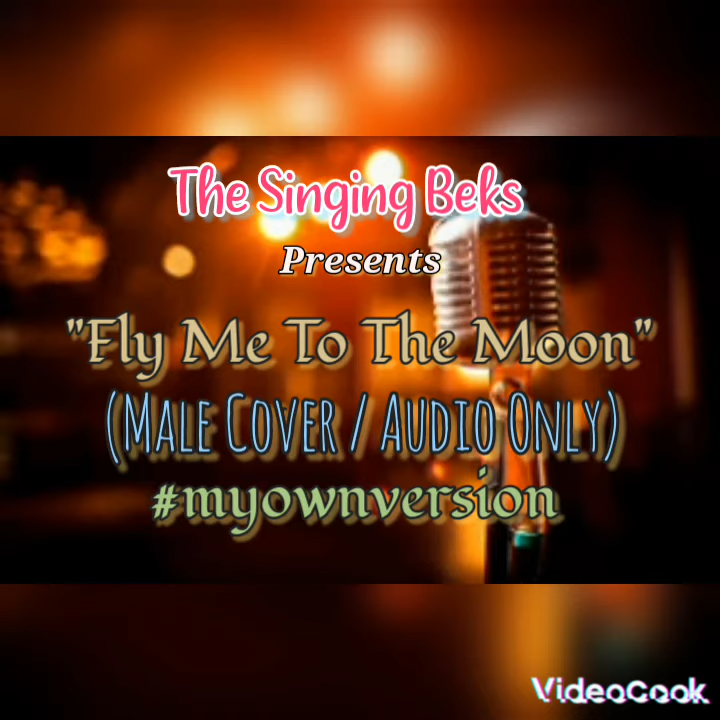 The Singing Beks
Presents
"Fly Me To The Moon"
(Male Cover / Audio Only)
#myownversion
VideoCook